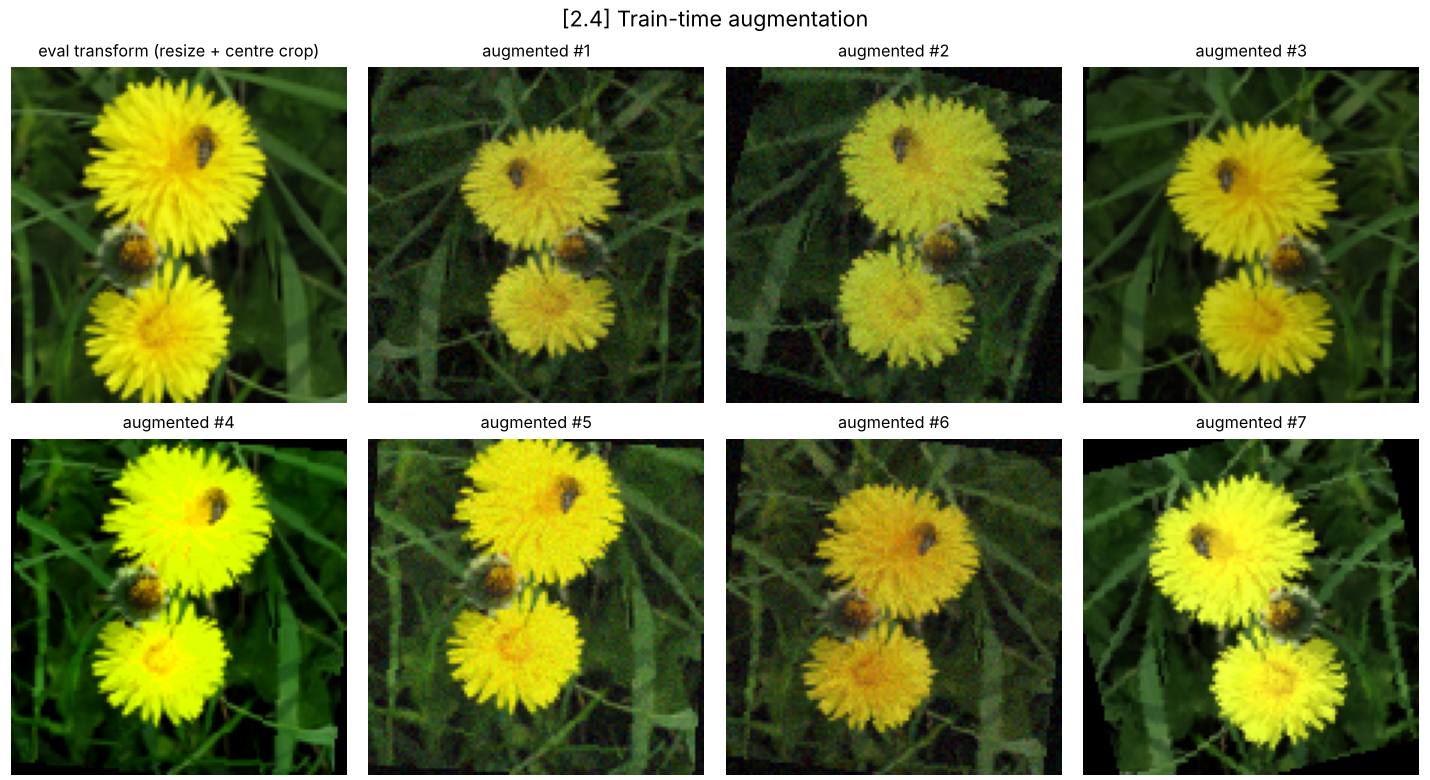 [2.4] Train-time augmentation
eval transform (resize + centre crop)
augmented #1
augmented #2
augmented #3
augmented #4
augmented #5
augmented #6
augmented #7